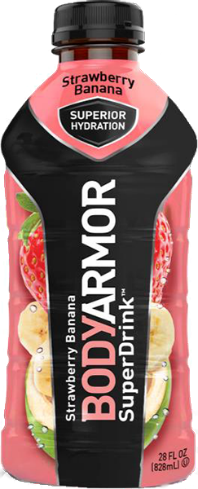 Strawberry
Banana
SUPERIOR
HYDRATION
Strawberry Banana
BODYARMOR
SuperDrink™
28 FL OZ
(828mL)